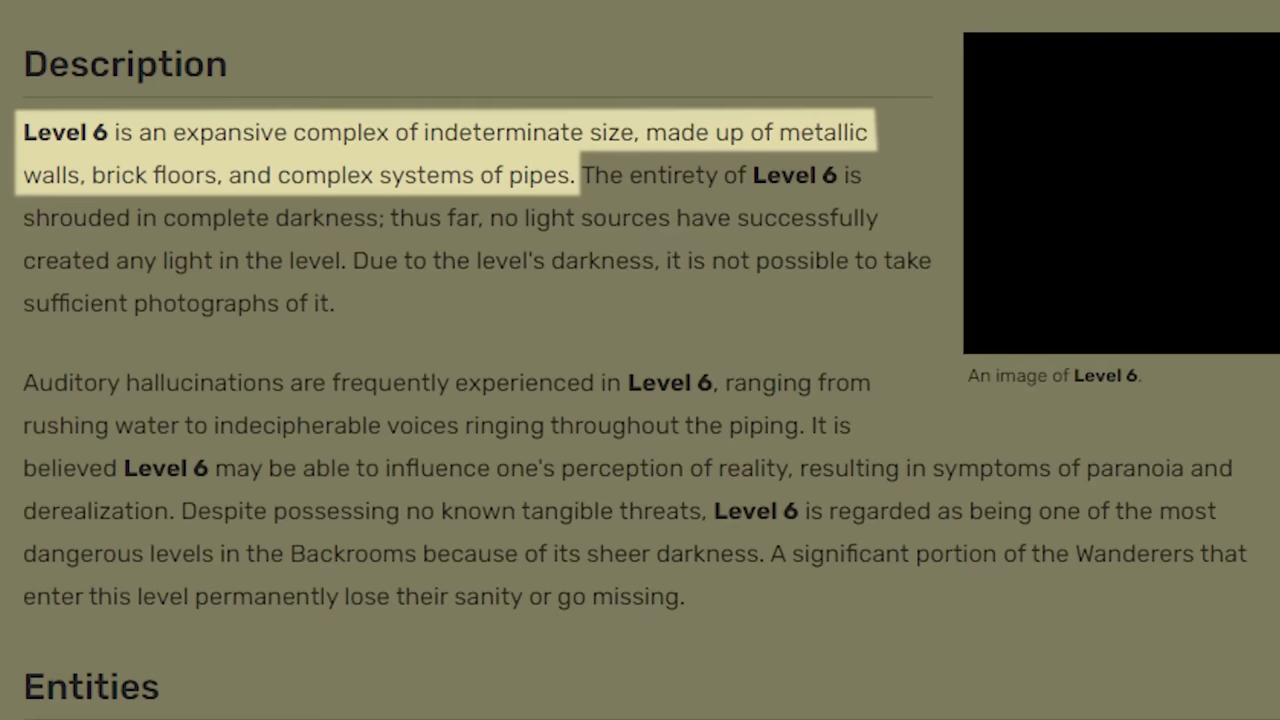 Description
Level 6 is an expansive complex of indeterminate size, made up of metallic
walls, brick floors, and complex systems of pipes. The entirety of Level 6 is
shrouded in complete darkness; thus far, no light sources have successfully
created any light in the level. Due to the level's darkness, it is not possible to take
sufficient photographs of it.
An image of Level 6.
Auditory hallucinations are frequently experienced in Level 6, ranging from
rushing water to indecipherable voices ringing throughout the piping. It is
believed Level 6 may be able to influence one's perception of reality, resulting in symptoms of paranoia and
derealization. Despite possessing no known tangible threats, Level 6 is regarded as being one of the most
dangerous levels in the Backrooms because of its sheer darkness. A significant portion of the Wanderers that
enter this level permanently lose their sanity or go missing.
Entities